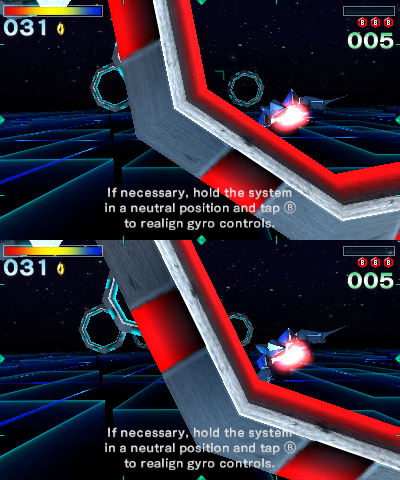 031
B B B
005
If necessary, hold the system
in a neutral position and tap Ⓑ
to realign gyro controls.
031
B B B
005
If necessary, hold the system
in a neutral position and tap Ⓑ
to realign gyro controls.